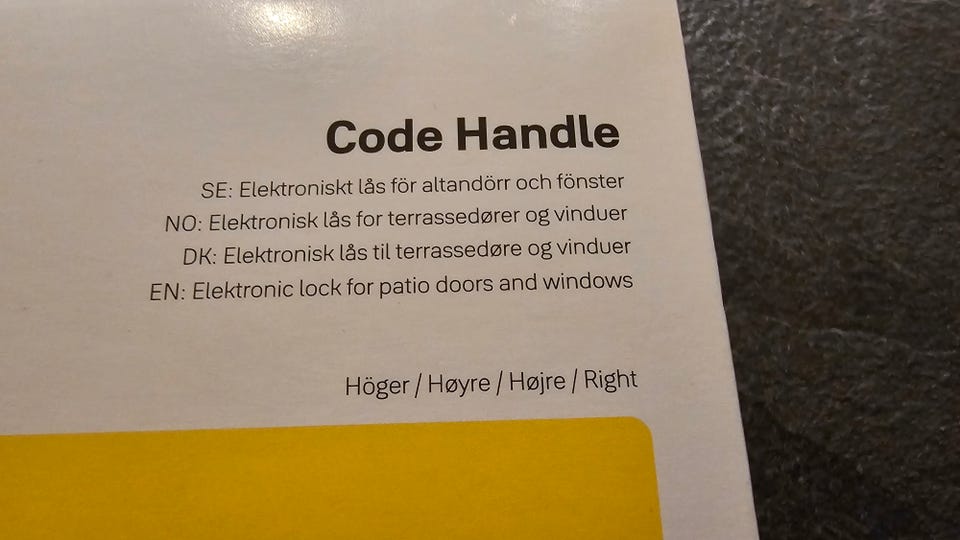 Code Handle
SE: Elektroniskt lås för altandörr och fönster
NO: Elektronisk lås for terrassedører og vinduer
DK: Elektronisk lås til terrassedøre og vinduer
EN: Elektronic lock for patio doors and windows
Höger / Høyre / Højre / Right